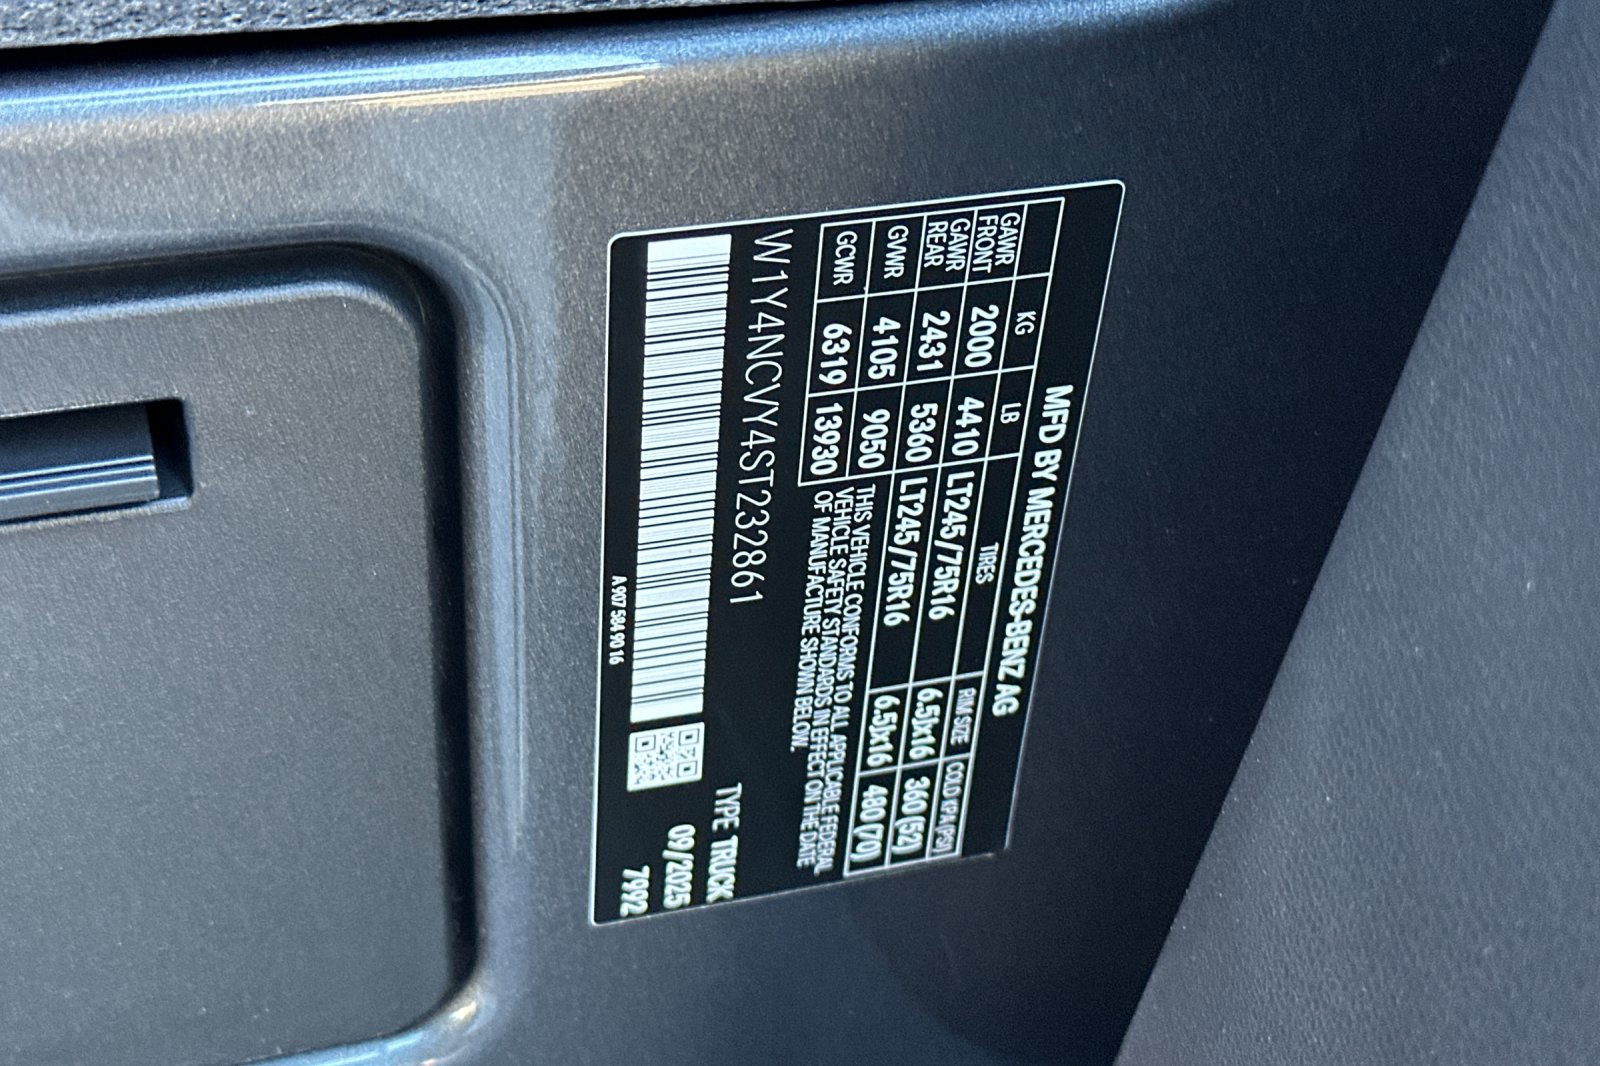 MFD BY MERCEDES-BENZ AG
KG LB TIRES RIM SIZE COLD KPA (PSI)
GAWR FRONT 2000 4410 LT245/75R16 6.5Jx16 360 (52)
GAWR REAR 2431 5360 LT245/75R16 6.5Jx16 480 (70)
GVWR 4105 9050
GCWR 6319 13930
THIS VEHICLE CONFORMS TO ALL APPLICABLE FEDERAL
VEHICLE SAFETY STANDARDS IN EFFECT ON THE DATE
OF MANUFACTURE SHOWN BELOW.
W1Y4NCVY4ST232861
TYPE TRUCK
09/2025
7992
A 907 584 90 16